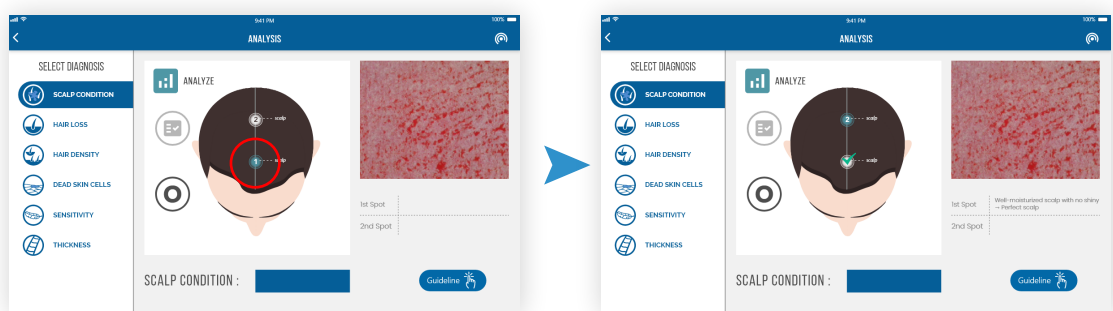 9:41 PM
100%
ANALYSIS
SELECT DIAGNOSIS
SCALP CONDITION
HAIR LOSS
HAIR DENSITY
DEAD SKIN CELLS
SENSITIVITY
THICKNESS
ANALYZE
2
scalp
1
scalp
1st Spot
2nd Spot
SCALP CONDITION :
Guideline
9:41 PM
100%
ANALYSIS
SELECT DIAGNOSIS
SCALP CONDITION
HAIR LOSS
HAIR DENSITY
DEAD SKIN CELLS
SENSITIVITY
THICKNESS
ANALYZE
2
scalp
scalp
1st Spot
Well-moisturized scalp with no shiny
→ Perfect scalp
2nd Spot
SCALP CONDITION :
Guideline